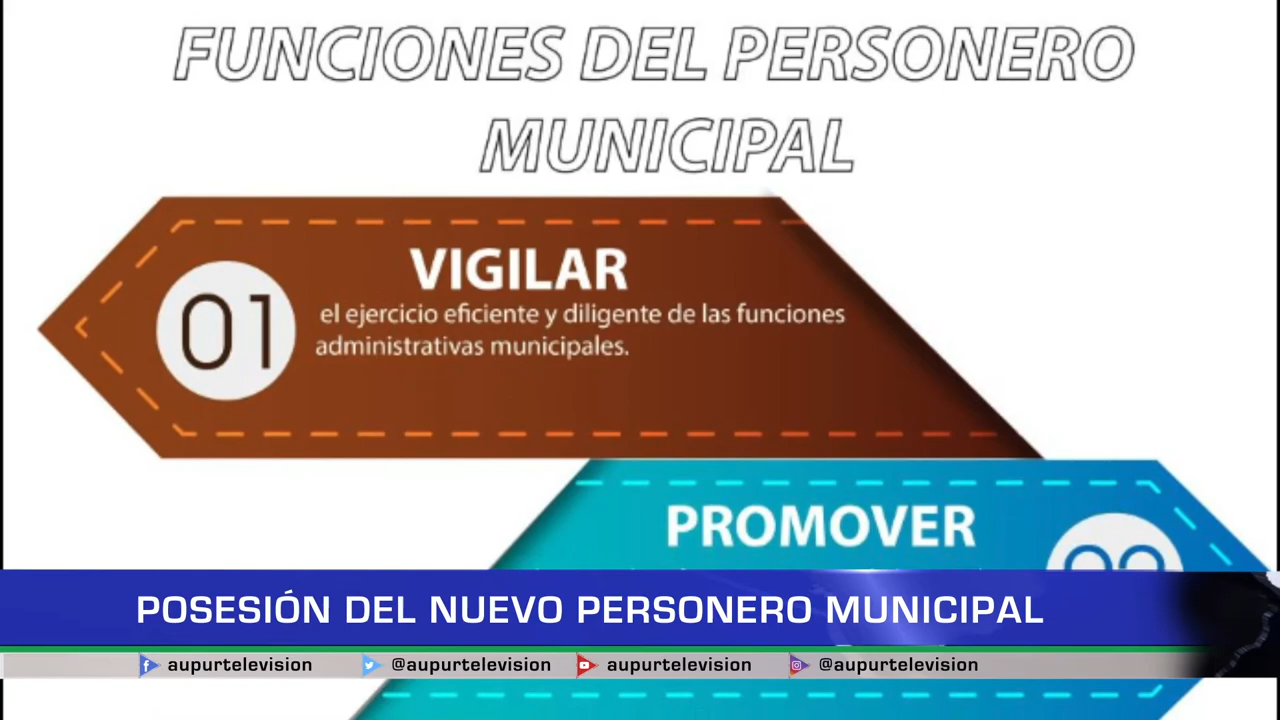 FUNCIONES DEL PERSONERO
MUNICIPAL
01
VIGILAR
el ejercicio eficiente y diligente de las funciones
administrativas municipales.
PROMOVER
POSESIÓN DEL NUEVO PERSONERO MUNICIPAL
aupurtelevision @aupurtelevision aupurtelevision @aupurtelevision